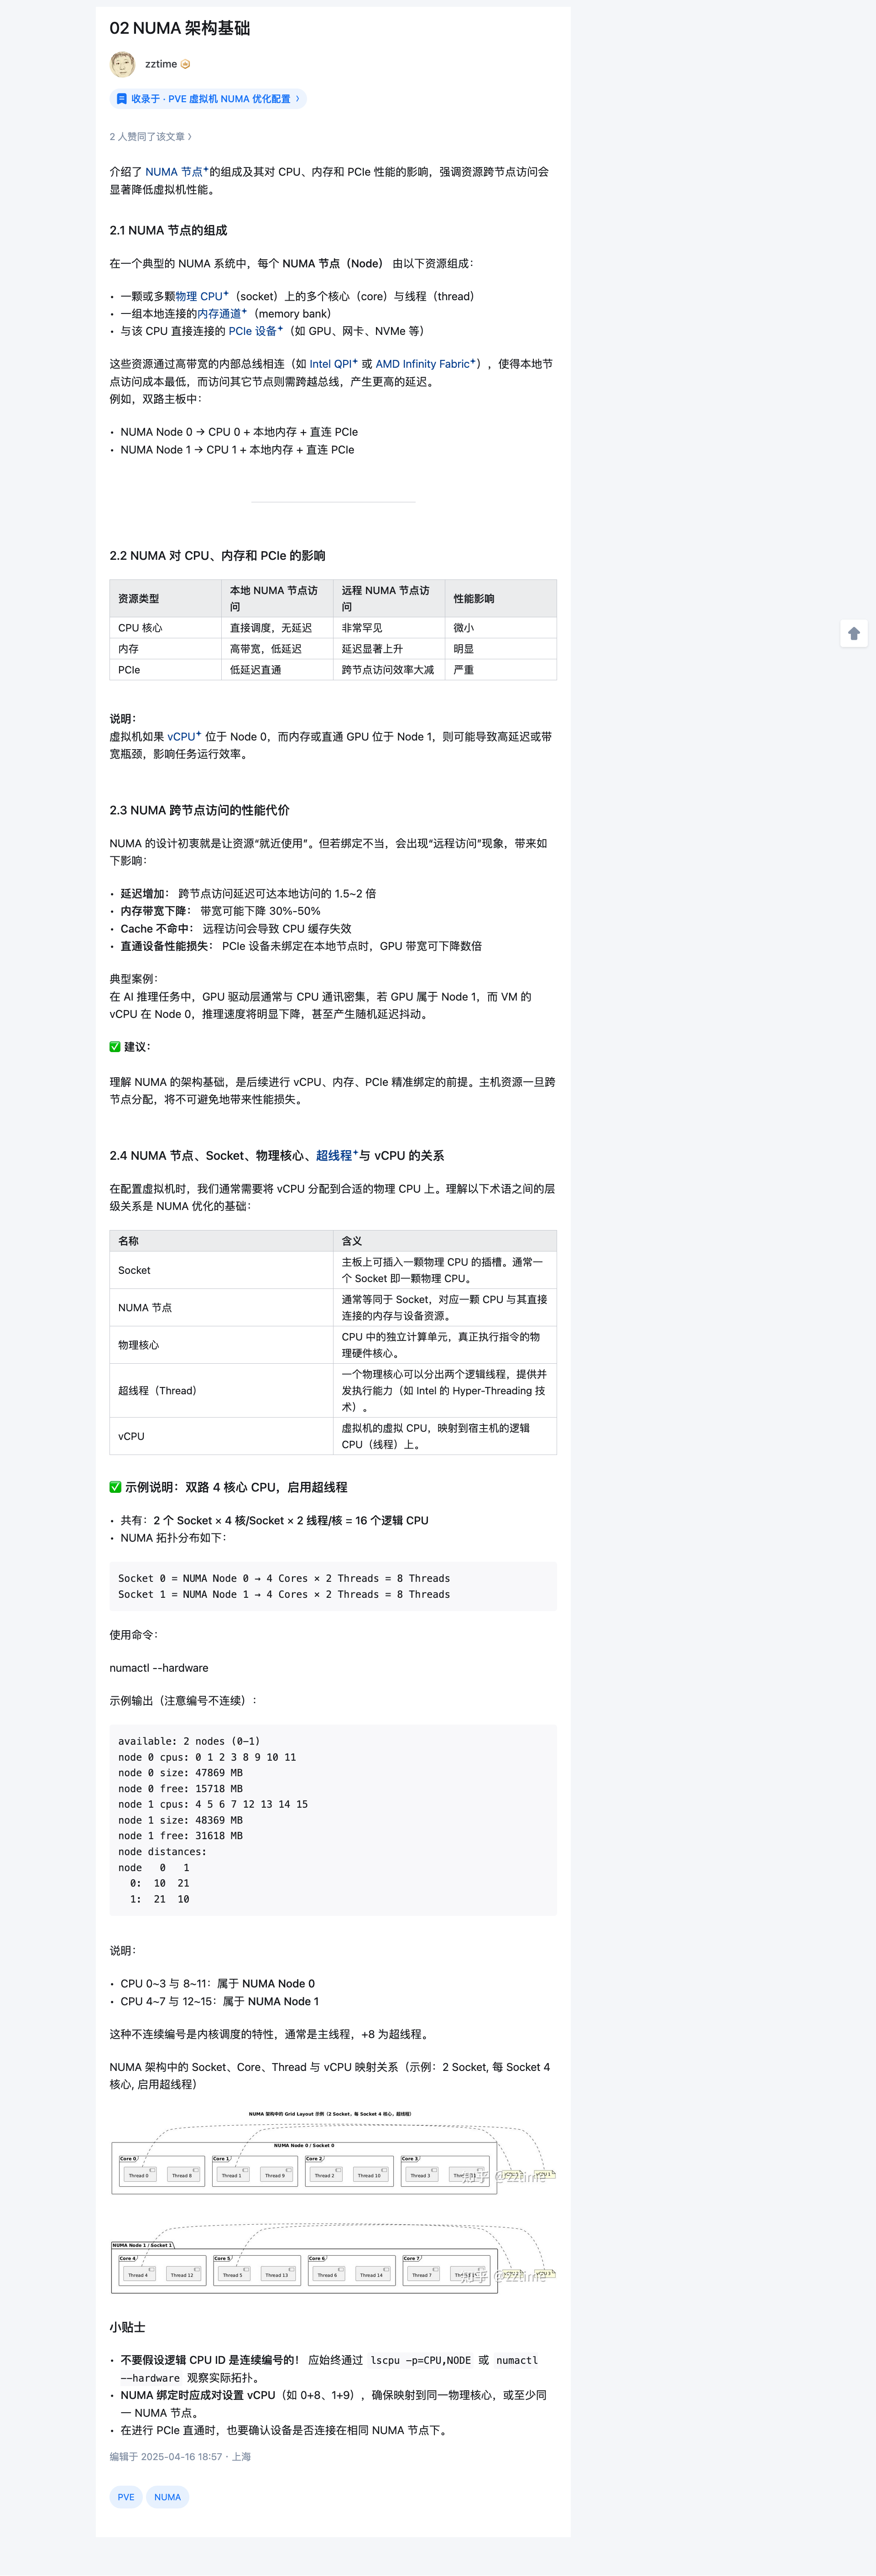 02 NUMA 架构基础
zztime
收录于 · PVE 虚拟机 NUMA 优化配置 〉
2 人赞同了该文章 〉
介绍了 NUMA 节点的组成及其对 CPU、内存和 PCIe 性能的影响，强调资源跨节点访问会
显著降低虚拟机性能。
2.1 NUMA 节点的组成
在一个典型的 NUMA 系统中，每个 NUMA 节点（Node） 由以下资源组成：
• 一颗或多颗物理 CPU（socket）上的多个核心（core）与线程（thread）
• 一组本地连接的内存通道（memory bank）
• 与该 CPU 直接连接的 PCIe 设备（如 GPU、网卡、NVMe 等）
这些资源通过高带宽的内部总线相连（如 Intel QPI 或 AMD Infinity Fabric），使得本地节
点访问成本最低，而访问其它节点则需跨越总线，产生更高的延迟。
例如，双路主板中：
• NUMA Node 0 → CPU 0 + 本地内存 + 直连 PCIe
• NUMA Node 1 → CPU 1 + 本地内存 + 直连 PCIe
2.2 NUMA 对 CPU、内存和 PCIe 的影响
资源类型 本地 NUMA 节点访问 远程 NUMA 节点访问 性能影响
CPU 核心 直接调度，无延迟 非常罕见 微小
内存 高带宽，低延迟 延迟显著上升 明显
PCIe 低延迟直通 跨节点访问效率大减 严重
说明：
虚拟机如果 vCPU 位于 Node 0，而内存或直通 GPU 位于 Node 1，则可能导致高延迟或带
宽瓶颈，影响任务运行效率。
2.3 NUMA 跨节点访问的性能代价
NUMA 的设计初衷就是让资源“就近使用”。但若绑定不当，会出现“远程访问”现象，带来如
下影响：
• 延迟增加： 跨节点访问延迟可达本地访问的 1.5~2 倍
• 内存带宽下降： 带宽可能下降 30%-50%
• Cache 不命中： 远程访问会导致 CPU 缓存失效
• 直通设备性能损失： PCIe 设备未绑定在本地节点时，GPU 带宽可下降数倍
典型案例：
在 AI 推理任务中，GPU 驱动层通常与 CPU 通讯密集，若 GPU 属于 Node 1，而 VM 的
vCPU 在 Node 0，推理速度将明显下降，甚至产生随机延迟抖动。
✅ 建议：
理解 NUMA 的架构基础，是后续进行 vCPU、内存、PCIe 精准绑定的前提。主机资源一旦跨
节点分配，将不可避免地带来性能损失。
2.4 NUMA 节点、Socket、物理核心、超线程与 vCPU 的关系
在配置虚拟机时，我们通常需要将 vCPU 分配到合适的物理 CPU 上。理解以下术语之间的层
级关系是 NUMA 优化的基础：
名称 含义
Socket 主板上可插入一颗物理 CPU 的插槽。通常一
个 Socket 即一颗物理 CPU。
NUMA 节点 通常等同于 Socket，对应一颗 CPU 与其直接
连接的内存与设备资源。
物理核心 CPU 中的独立计算单元，真正执行指令的物
理硬件核心。
超线程（Thread） 一个物理核心可以分出两个逻辑线程，提供并
发执行能力（如 Intel 的 Hyper-Threading 技
术）。
vCPU 虚拟机的虚拟 CPU，映射到宿主机的逻辑
CPU（线程）上。
✅ 示例说明：双路 4 核心 CPU，启用超线程
• 共有：2 个 Socket × 4 核/Socket × 2 线程/核 = 16 个逻辑 CPU
• NUMA 拓扑分布如下：
Socket 0 = NUMA Node 0 → 4 Cores × 2 Threads = 8 Threads
Socket 1 = NUMA Node 1 → 4 Cores × 2 Threads = 8 Threads
使用命令：
numactl --hardware
示例输出（注意编号不连续）：
available: 2 nodes (0-1)
node 0 cpus: 0 1 2 3 8 9 10 11
node 0 size: 47869 MB
node 0 free: 15718 MB
node 1 cpus: 4 5 6 7 12 13 14 15
node 1 size: 48369 MB
node 1 free: 31618 MB
node distances:
node 0 1
0: 10 21
1: 21 10
说明：
• CPU 0~3 与 8~11：属于 NUMA Node 0
• CPU 4~7 与 12~15：属于 NUMA Node 1
这种不连续编号是内核调度的特性，通常是主线程，+8 为超线程。
NUMA 架构中的 Socket、Core、Thread 与 vCPU 映射关系（示例：2 Socket, 每 Socket 4
核心, 启用超线程）
NUMA 架构中的 Grid Layout 示例（2 Socket，每 Socket 4 核心，超线程）
NUMA Node 0 / Socket 0
Core 0 Core 1 Core 2 Core 3
Thread 0 Thread 8 Thread 1 Thread 9 Thread 2 Thread 10 Thread 3
知乎 @zztime
NUMA Node 1 / Socket 1
Core 4 Core 5 Core 6 Core 7
Thread 4 Thread 12 Thread 5 Thread 13 Thread 6 Thread 14 Thread 7
知乎 @zztime
小贴士
• 不要假设逻辑 CPU ID 是连续编号的！ 应始终通过 lscpu -p=CPU,NODE 或 numactl
--hardware 观察实际拓扑。
• NUMA 绑定时应成对设置 vCPU（如 0+8、1+9），确保映射到同一物理核心，或至少同
一 NUMA 节点。
• 在进行 PCIe 直通时，也要确认设备是否连接在相同 NUMA 节点下。
编辑于 2025-04-16 18:57 · 上海
PVE NUMA